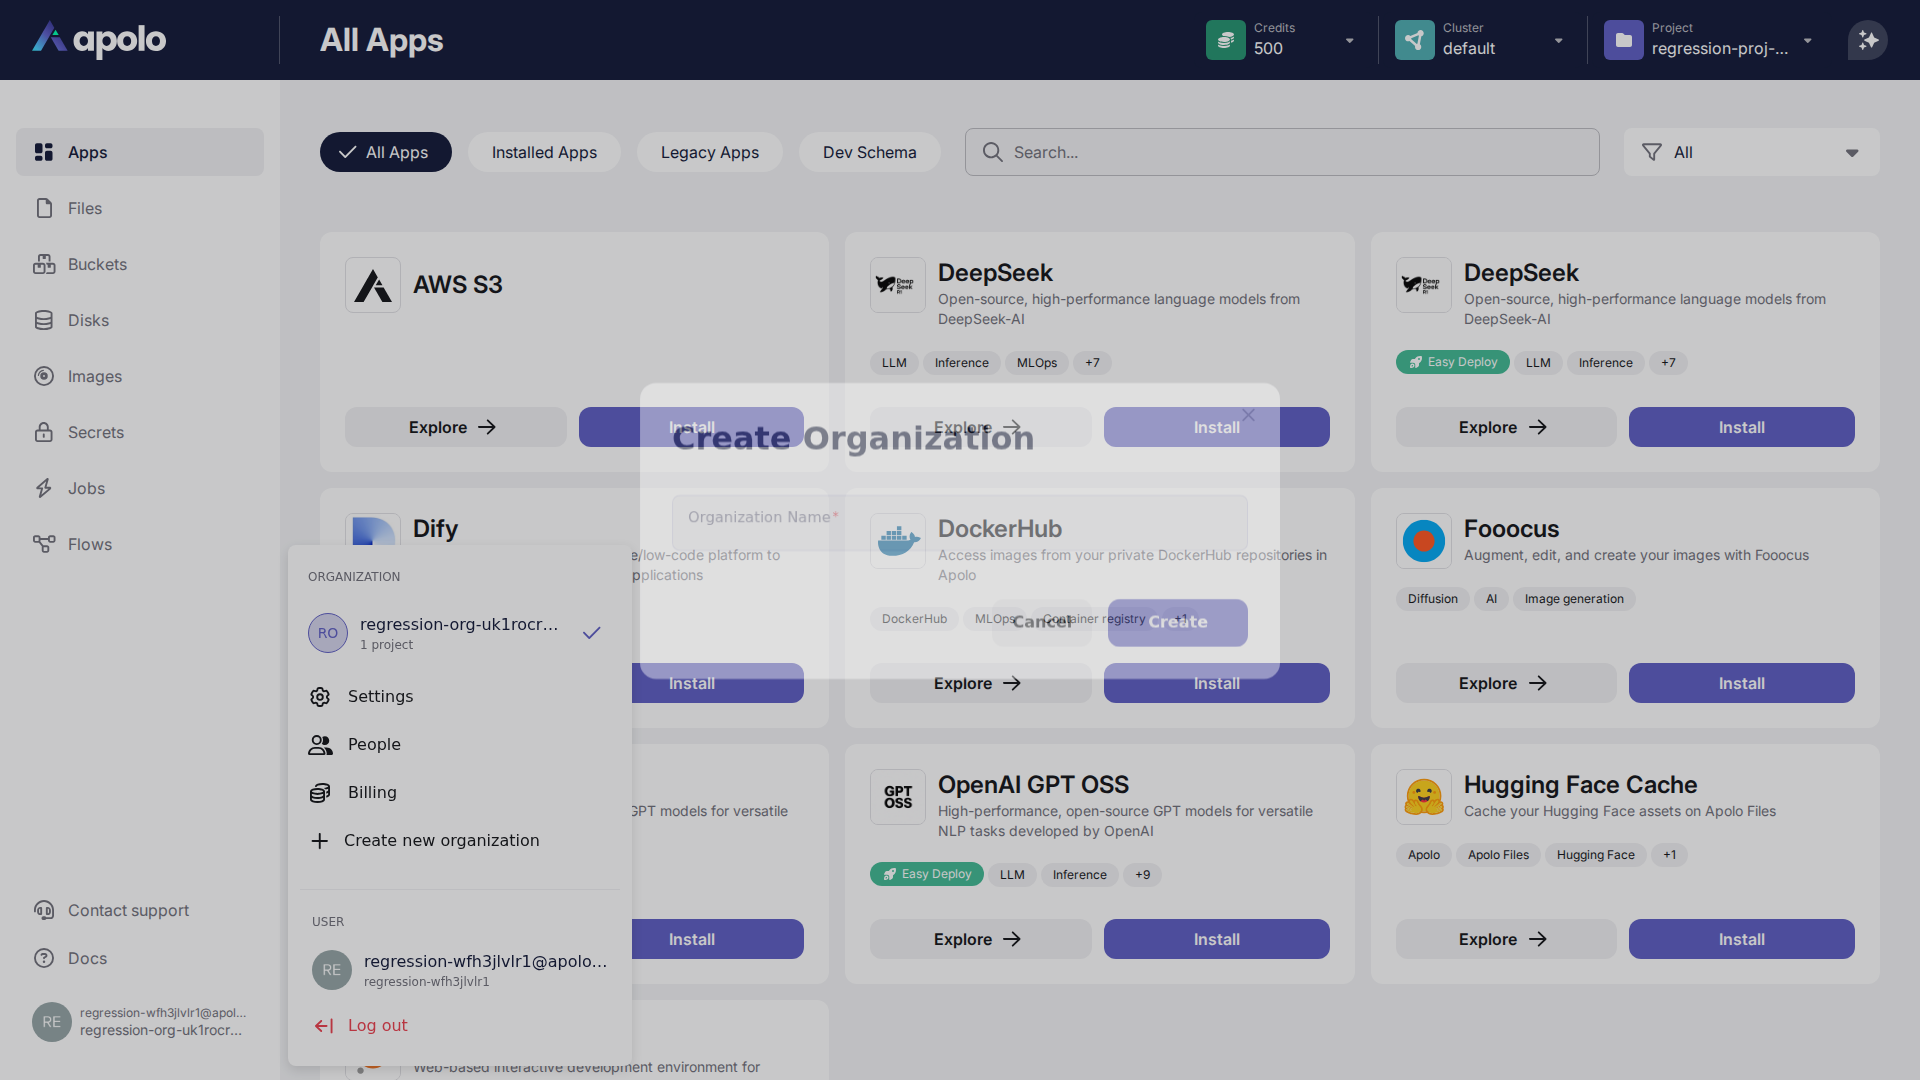 apolo
All Apps
Credits
500
Cluster
default
Project
regression-proj-...
Apps
Files
Buckets
Disks
Images
Secrets
Jobs
Flows
All Apps
Installed Apps
Legacy Apps
Dev Schema
Search...
All
AWS S3
Explore
Install
DeepSeek
Open-source, high-performance language models from
DeepSeek-AI
LLM
Inference
MLOps
+7
Explore
Install
DeepSeek
Open-source, high-performance language models from
DeepSeek-AI
Easy Deploy
LLM
Inference
+7
Explore
Install
Create Organization
Organization Name*
Cancel
Create
Dify
e/low-code platform to
pplications
Install
DockerHub
Access images from your private DockerHub repositories in
Apolo
DockerHub
MLOps
Container registry
+1
Explore
Install
Fooocus
Augment, edit, and create your images with Fooocus
Diffusion
AI
Image generation
Explore
Install
GPT models for versatile
Install
GPT
OSS
OpenAI GPT OSS
High-performance, open-source GPT models for versatile
NLP tasks developed by OpenAI
Easy Deploy
LLM
Inference
+9
Explore
Install
Hugging Face Cache
Cache your Hugging Face assets on Apolo Files
Apolo
Apolo Files
Hugging Face
+1
Explore
Install
Web-based interactive development environment for
ORGANIZATION
RO
regression-org-uk1rocr...
1 project
Settings
People
Billing
Create new organization
USER
RE
regression-wfh3jlvlr1@apolo...
regression-wfh3jlvlr1
Log out
Contact support
Docs
RE
regression-wfh3jlvlr1@apol...
regression-org-uk1rocr...